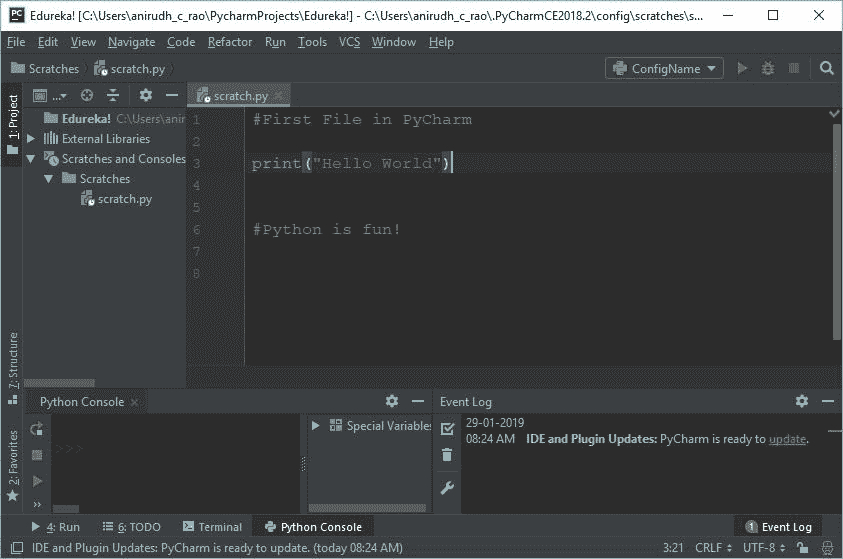 PC Edureka! [C:\Users\anirudh_c_rao\PycharmProjects\Edureka!] - C:\Users\anirudh_c_rao\.PyCharmCE2018.2\config\scratches\s...
File Edit View Navigate Code Refactor Run Tools VCS Window Help
Scratches scratch.py ConfigName
1: Project
... scratch.py
Edureka! C:\Users\anir
External Libraries
Scratches and Consoles
Scratches
scratch.py
1 #First File in PyCharm
2
3 print("Hello World")
4
5
6 #Python is fun!
7
8
7: Structure
2: Favorites
Python Console
>>>
Special Variables
»
Event Log
29-01-2019
08:24 AM IDE and Plugin Updates: PyCharm is ready to update.
4: Run 6: TODO Terminal Python Console 1 Event Log
IDE and Plugin Updates: PyCharm is ready to update. (today 08:24 AM) 3:21 CRLF UTF-8